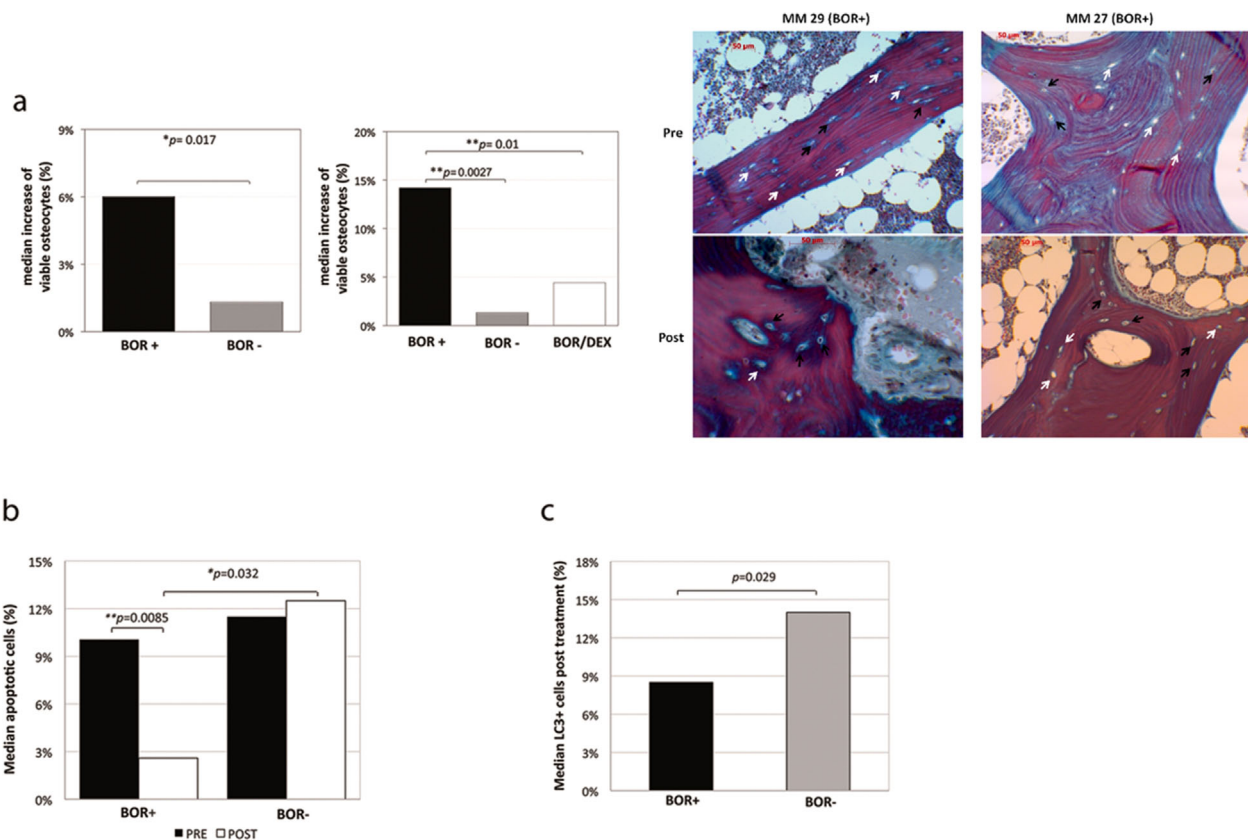 MM 29 (BOR+)
MM 27 (BOR+)
a
median increase of
viable osteocytes (%)
9%
6%
3%
0%
*p= 0.017
BOR +
BOR -
median increase of
viable osteocytes (%)
20%
15%
10%
5%
0%
**p= 0.01
**p=0.0027
BOR +
BOR -
BOR/DEX
Pre
50 µm
50 µm
Post
50 µm
50 µm
b
Median apoptotic cells (%)
15%
12%
9%
6%
3%
0%
*p=0.032
**p=0.0085
BOR+
BOR-
PRE
POST
c
Median LC3+ cells post treatment (%)
18%
15%
12%
9%
6%
3%
0%
p=0.029
BOR+
BOR-